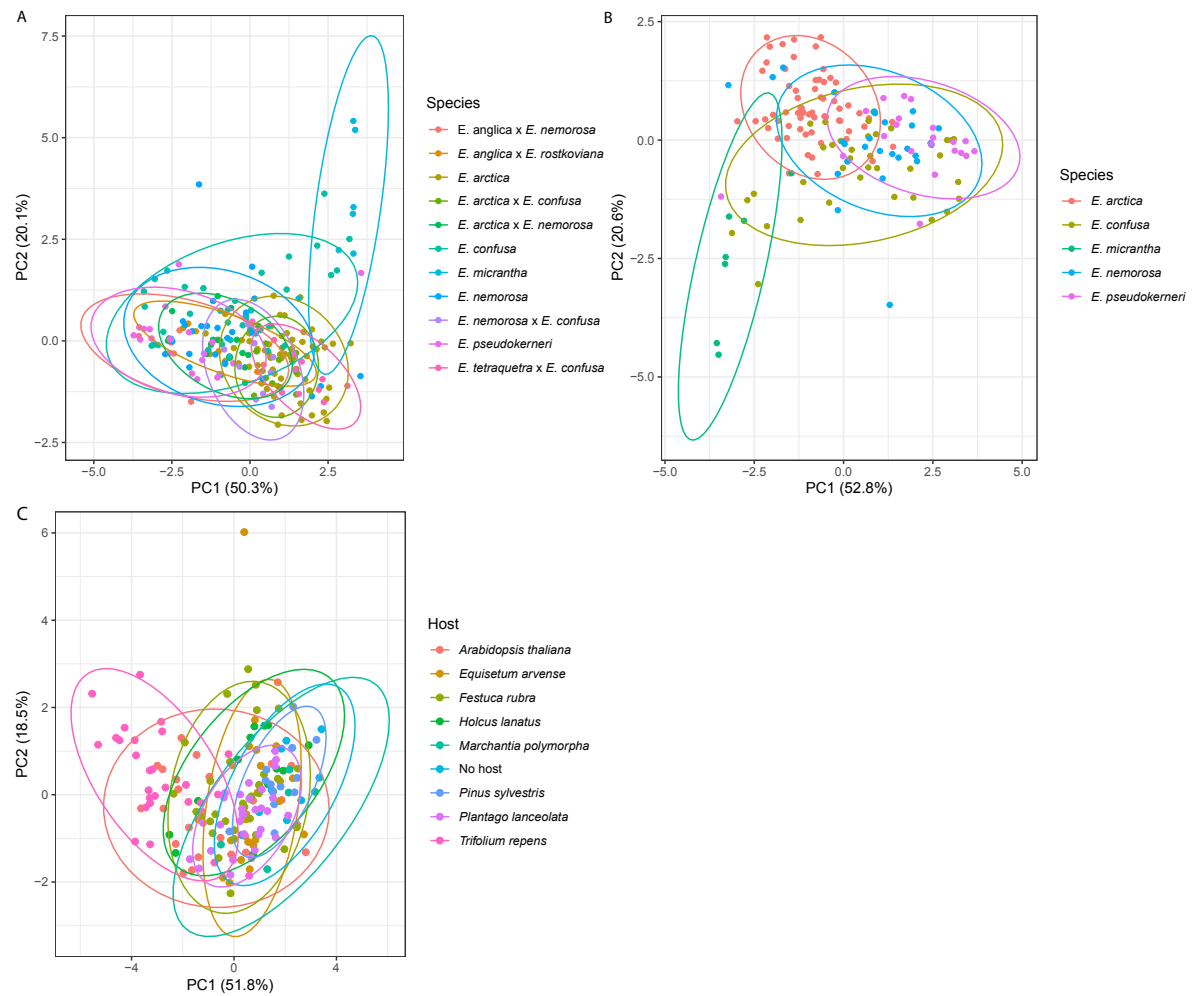 A
7.5
5.0
2.5
0.0
−2.5
PC2 (20.1%)
−5.0 −2.5 0.0 2.5
PC1 (50.3%)
Species
E. anglica x E. nemorosa
E. anglica x E. rostkoviana
E. arctica
E. arctica x E. confusa
E. arctica x E. nemorosa
E. confusa
E. micrantha
E. nemorosa
E. nemorosa x E. confusa
E. pseudokerneri
E. tetraquetra x E. confusa
B
2.5
0.0
−2.5
−5.0
PC2 (20.6%)
−5.0 −2.5 0.0 2.5 5.0
PC1 (52.8%)
Species
E. arctica
E. confusa
E. micrantha
E. nemorosa
E. pseudokerneri
C
6
4
2
0
−2
PC2 (18.5%)
−4 0 4
PC1 (51.8%)
Host
Arabidopsis thaliana
Equisetum arvense
Festuca rubra
Holcus lanatus
Marchantia polymorpha
No host
Pinus sylvestris
Plantago lanceolata
Trifolium repens